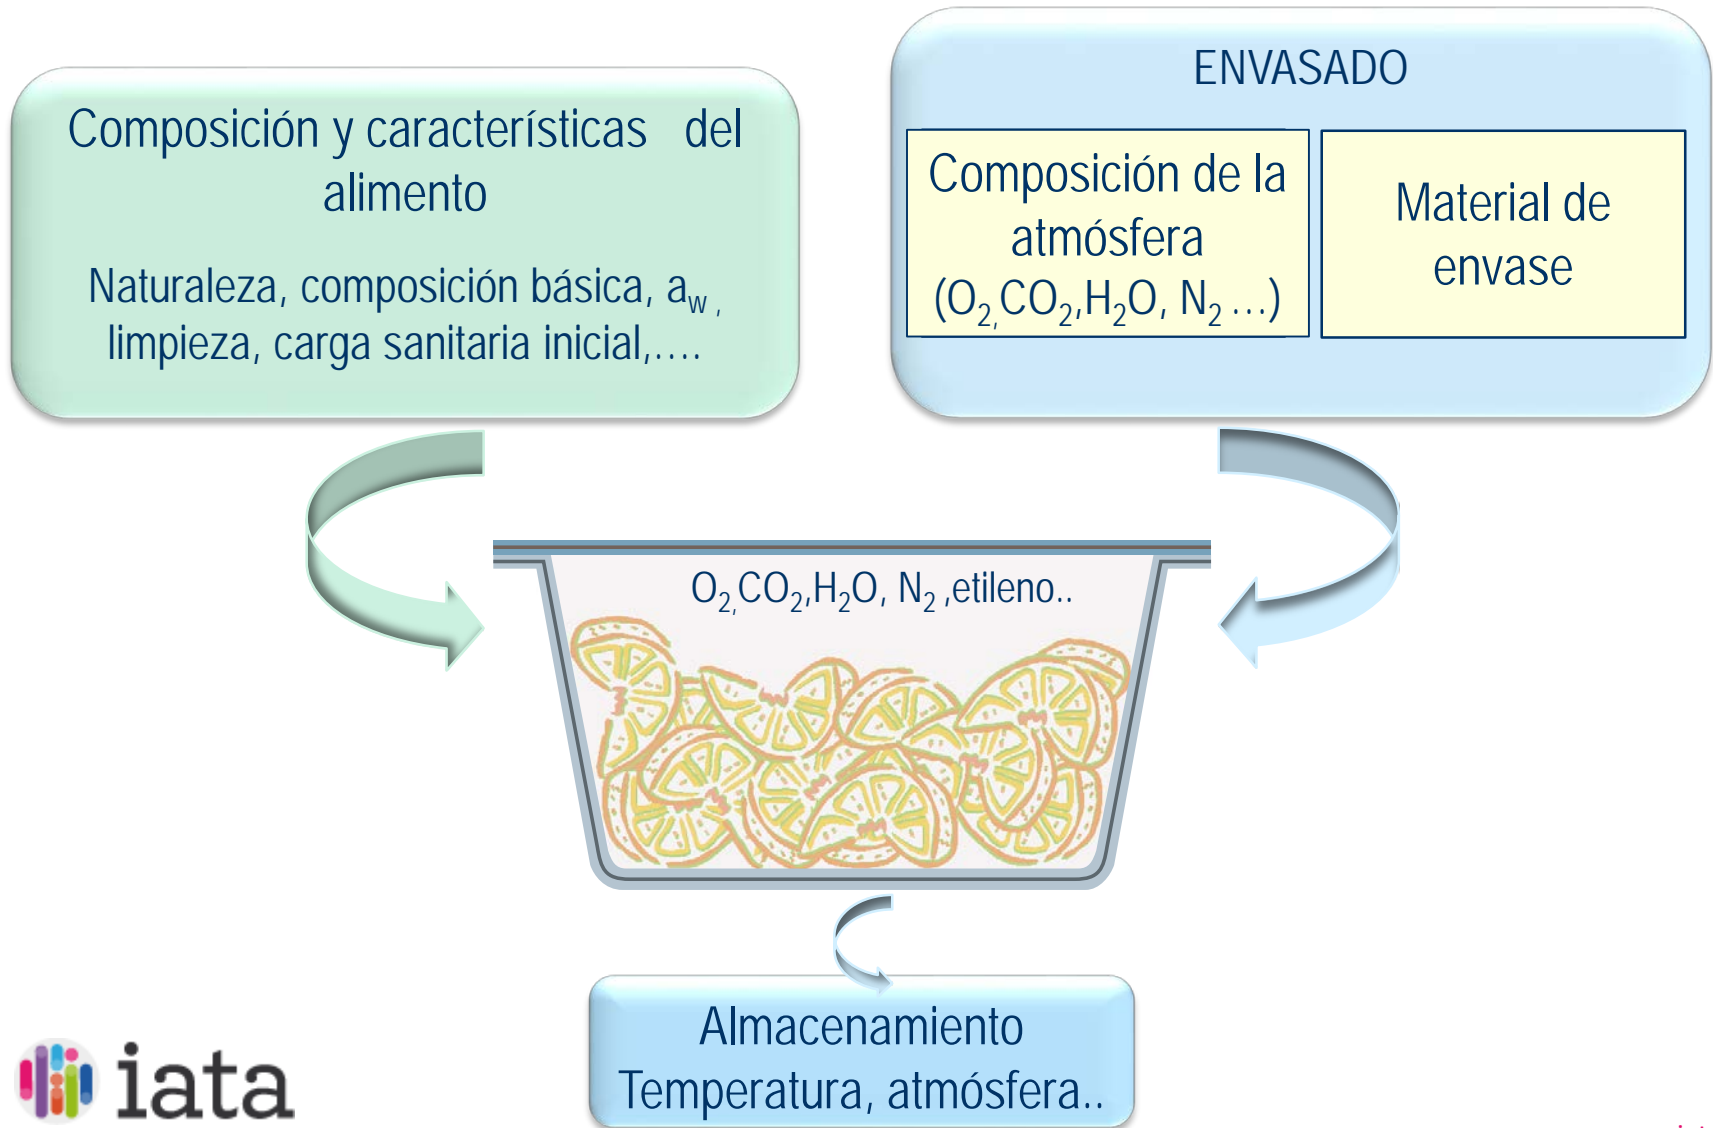 Composición y características del
alimento
Naturaleza, composición básica, a_w ,
limpieza, carga sanitaria inicial,....
ENVASADO
Composición de la
atmósfera
(O₂,CO₂,H₂O, N₂ ...)
Material de
envase
O₂,CO₂,H₂O, N₂ ,etileno..
Almacenamiento
Temperatura, atmósfera..
iata